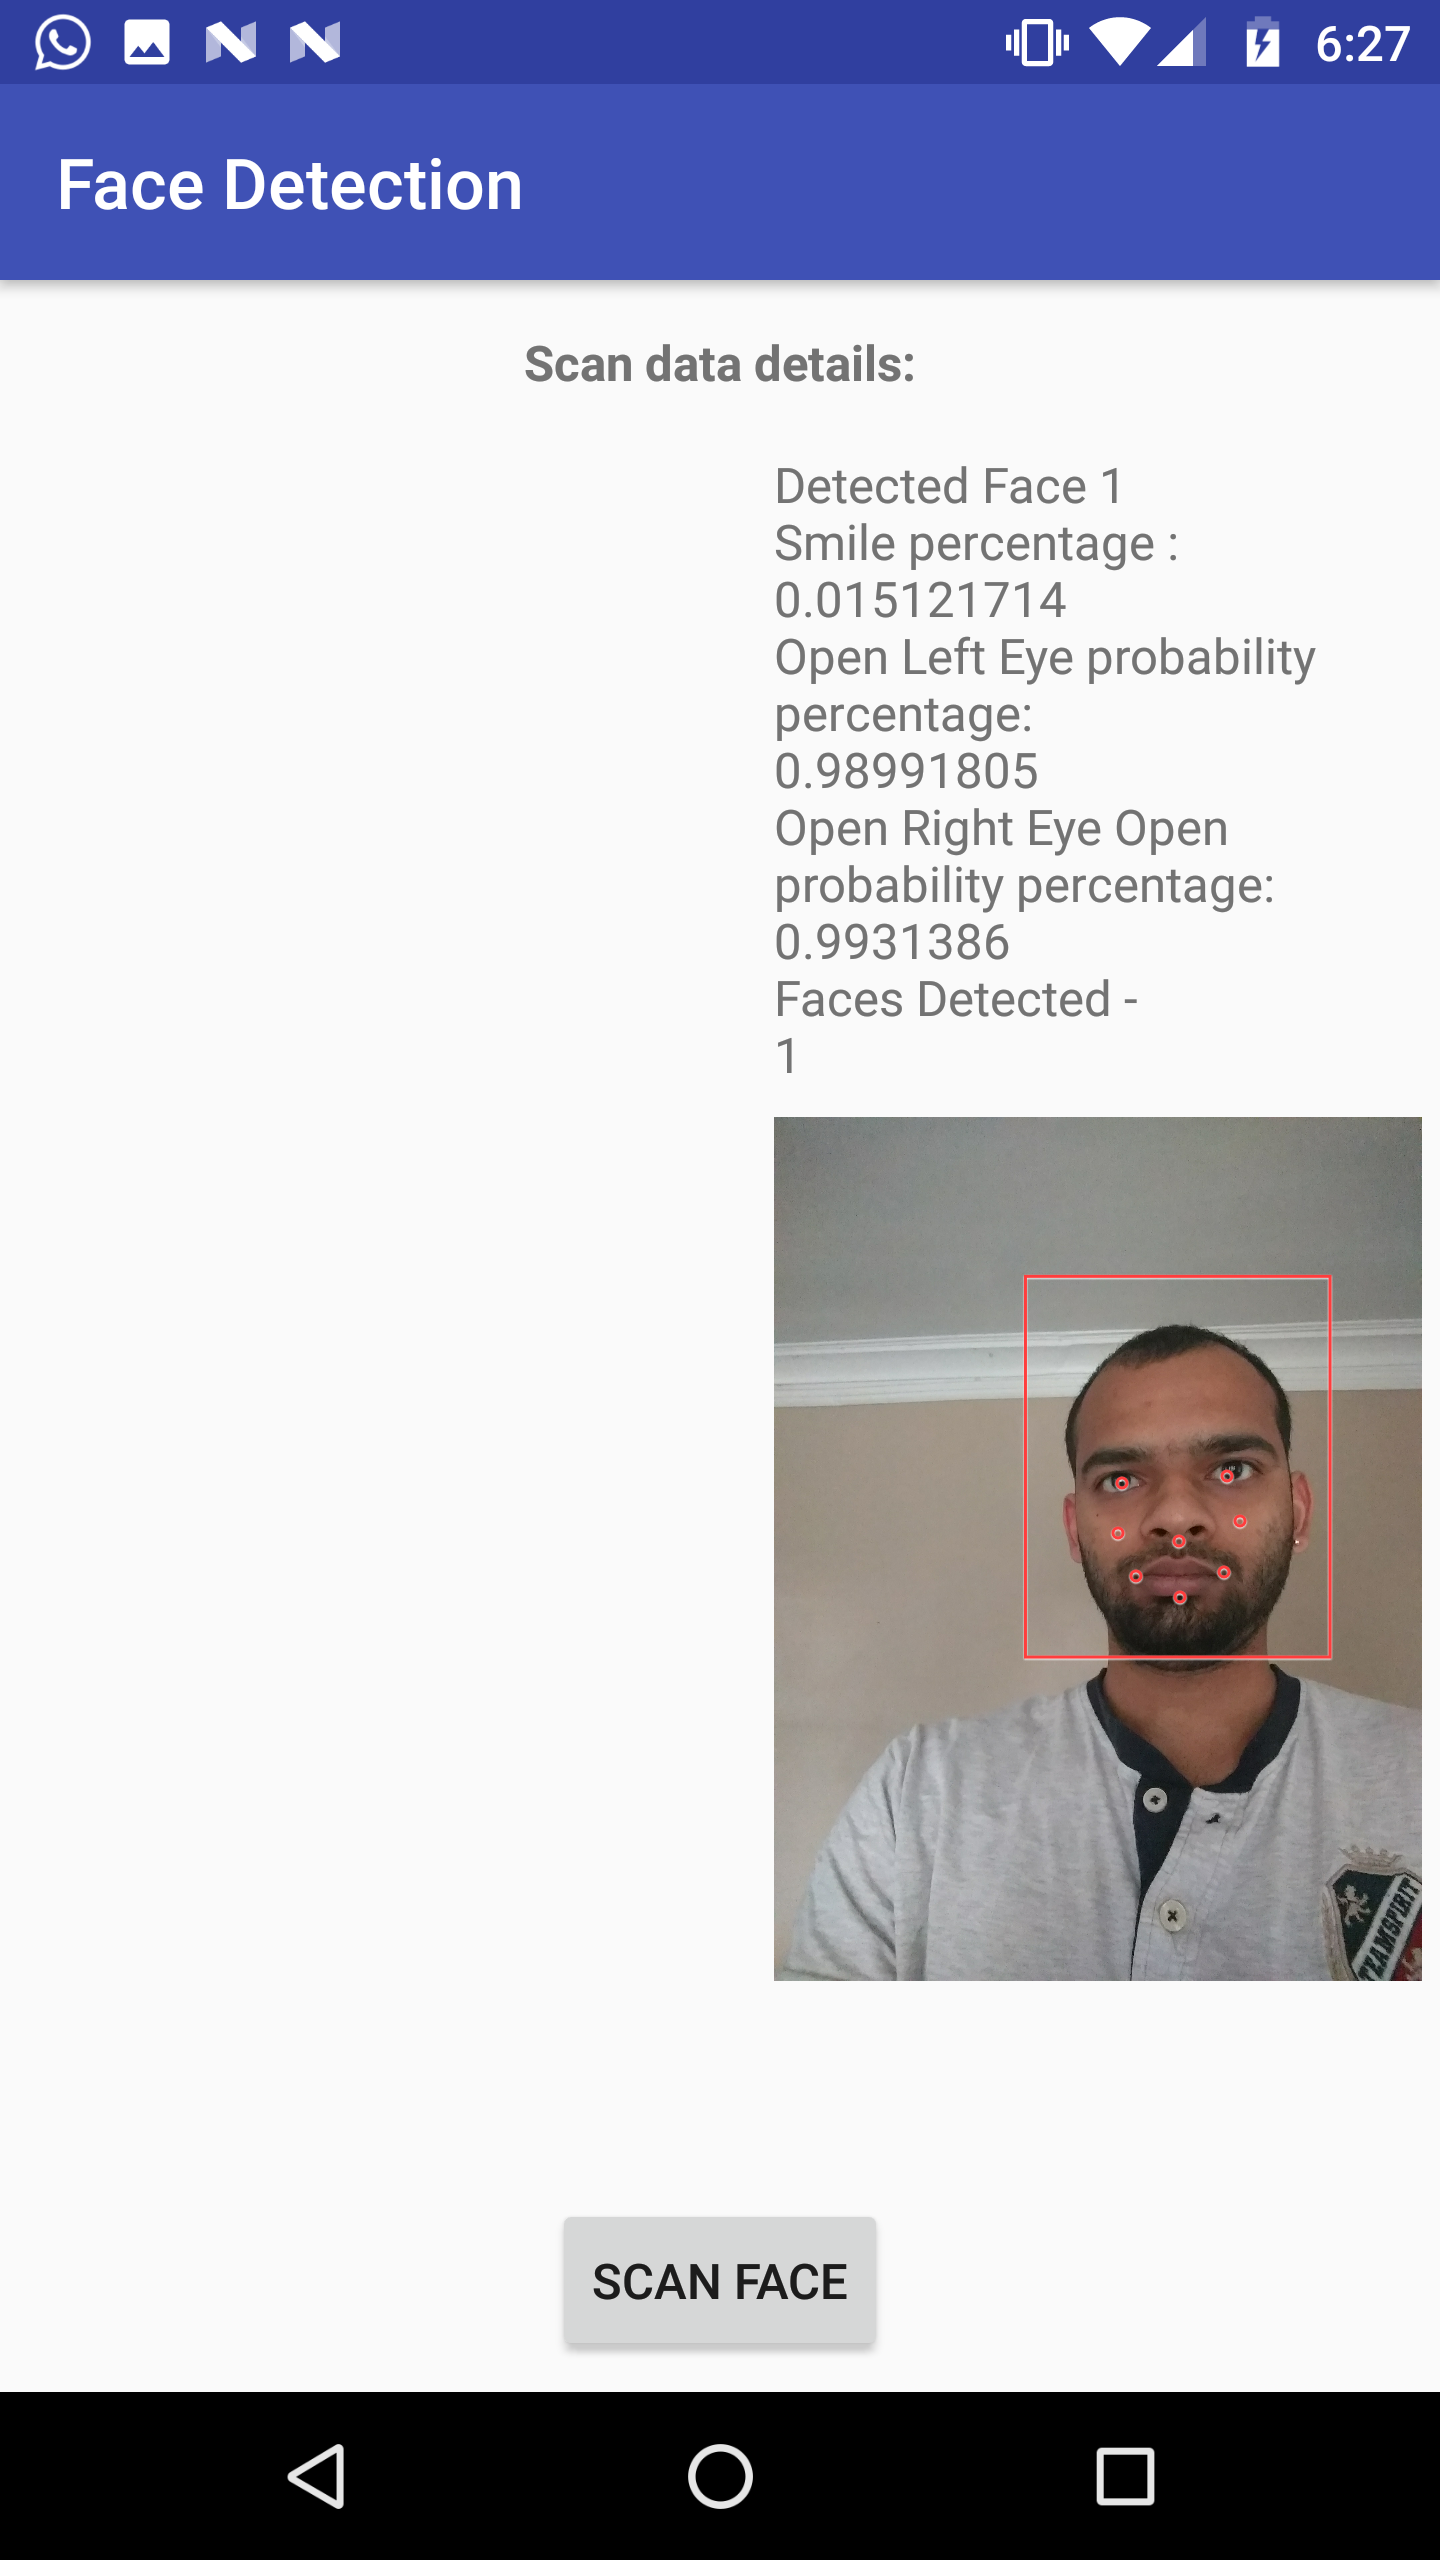 6:27
Face Detection
Scan data details:
Detected Face 1
Smile percentage :
0.015121714
Open Left Eye probability
percentage:
0.98991805
Open Right Eye Open
probability percentage:
0.9931386
Faces Detected -
1
TEAMSPIRIT
SCAN FACE